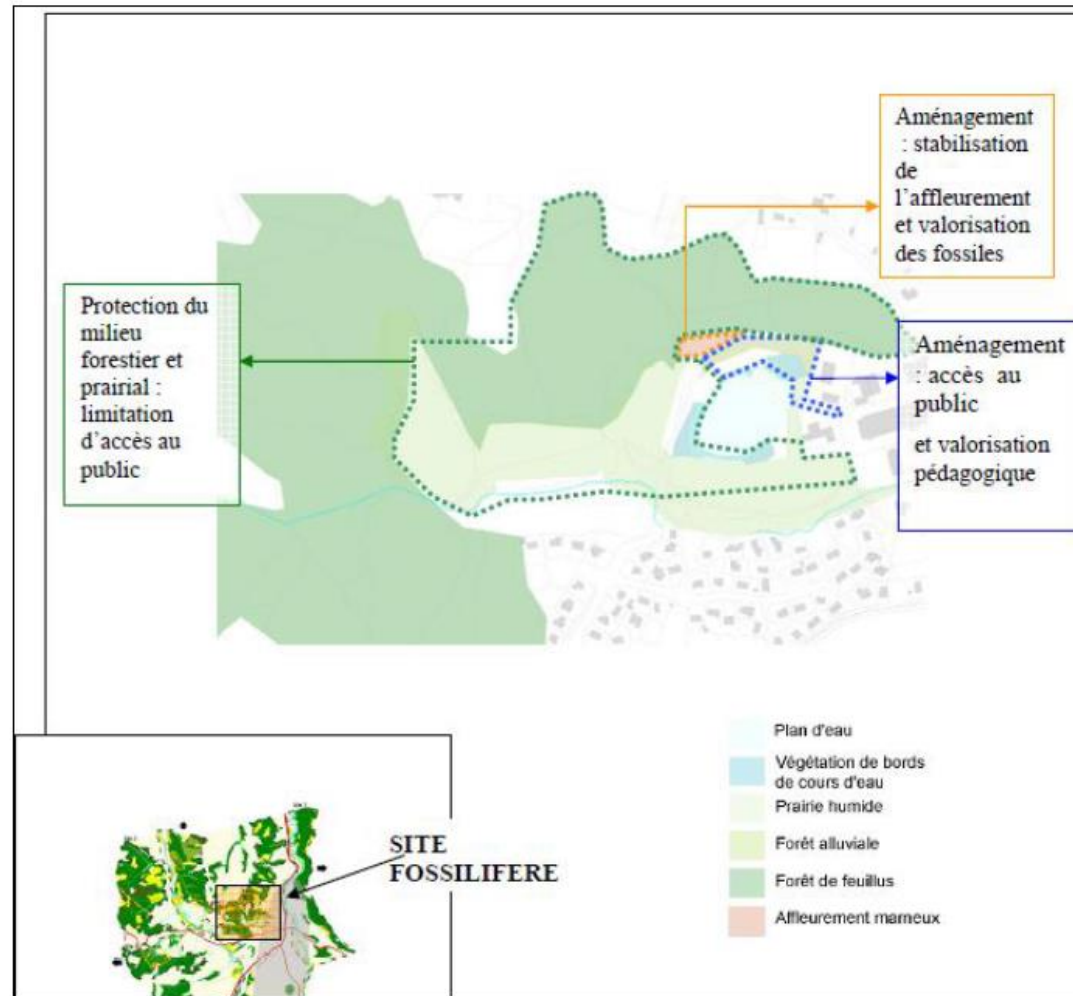 Aménagement
: stabilisation
de
l’affleurement
et valorisation
des fossiles
Protection du
milieu
forestier et
prairial :
limitation
d’accès au
public
Aménagement
: accès au
public
et valorisation
pédagogique
Plan d'eau
Végétation de bords
de cours d'eau
Prairie humide
Forêt alluviale
Forêt de feuillus
Affleurement marneux
SITE
FOSSILIFERE